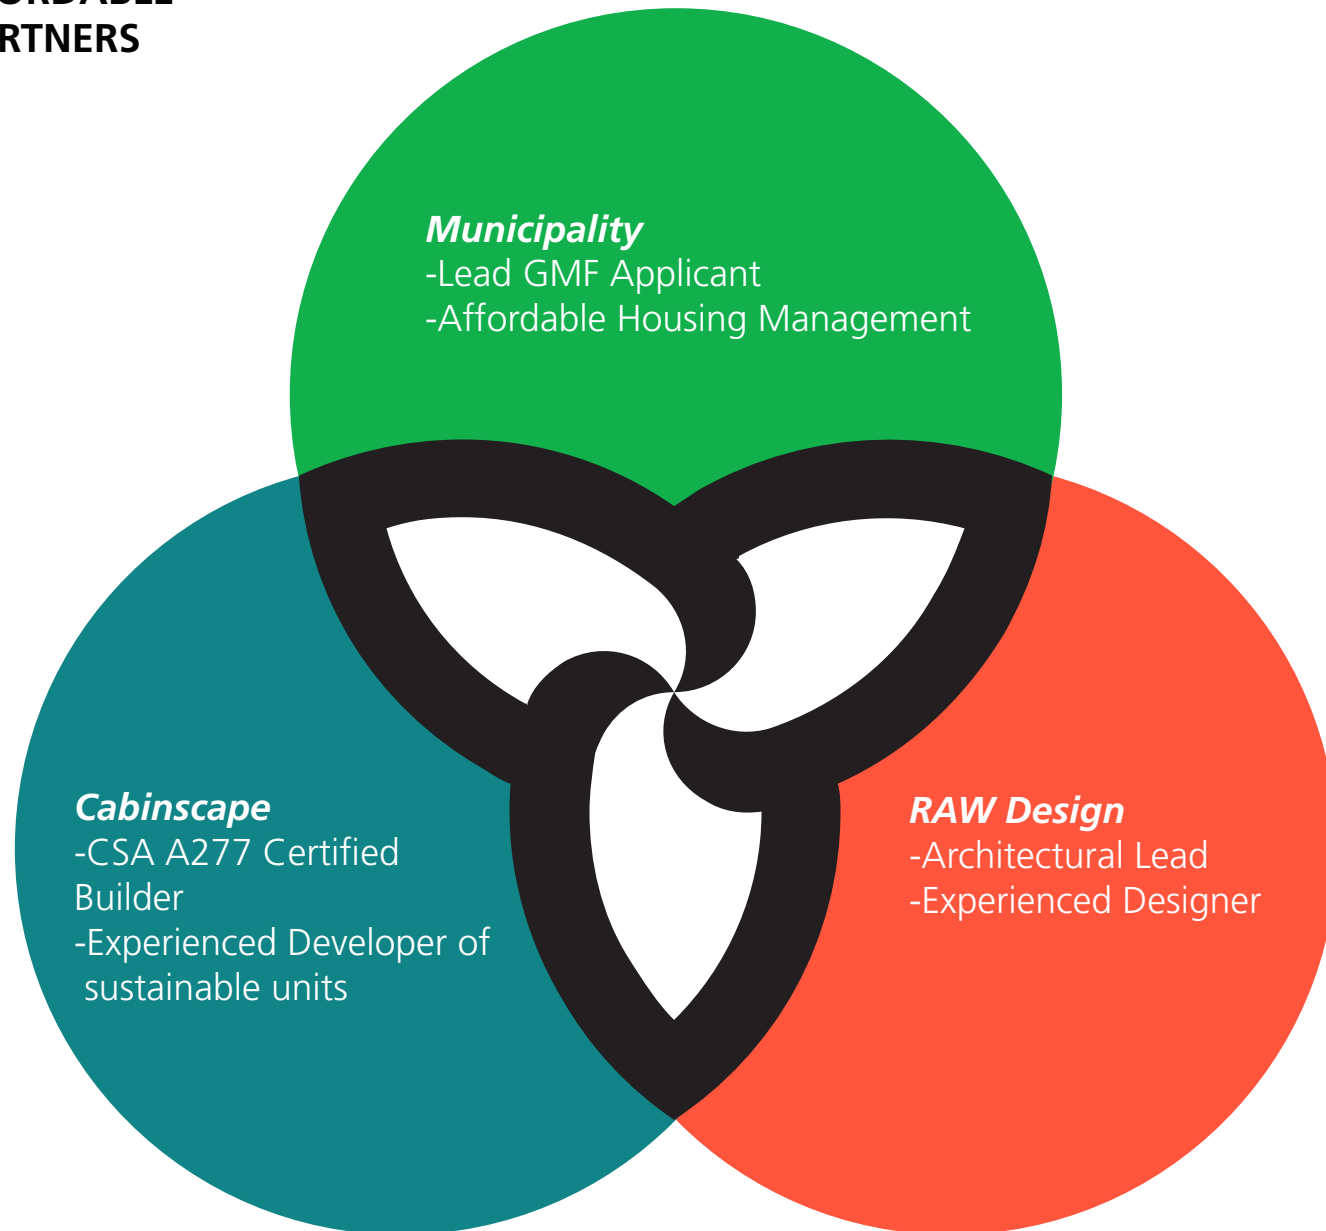 ORDABLE
RTNERS
Municipality
-Lead GMF Applicant
-Affordable Housing Management
Cabinscape
-CSA A277 Certified
Builder
-Experienced Developer of
sustainable units
RAW Design
-Architectural Lead
-Experienced Designer